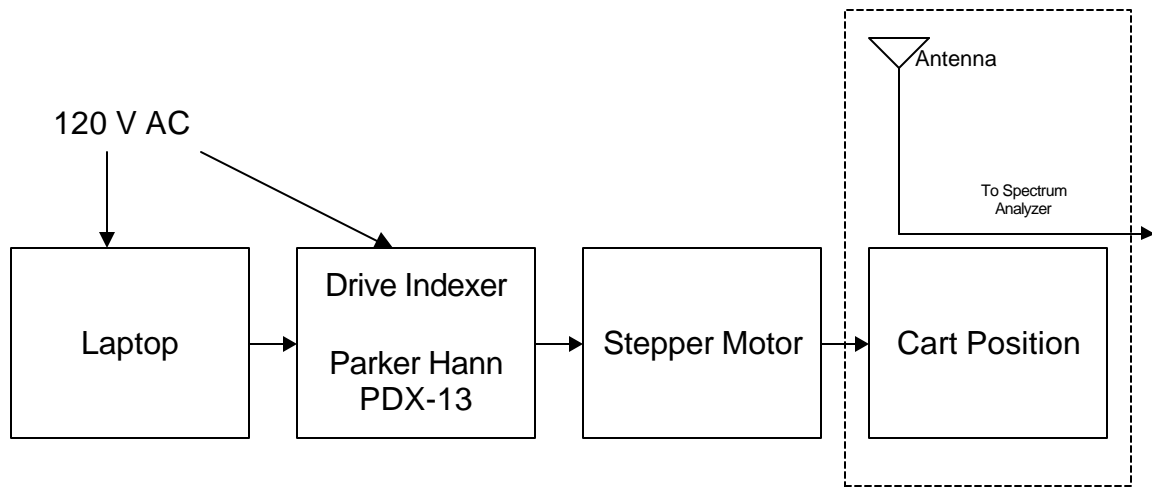 Antenna
120 V AC
To Spectrum
Analyzer
Laptop
Drive Indexer
Parker Hann
PDX-13
Stepper Motor
Cart Position